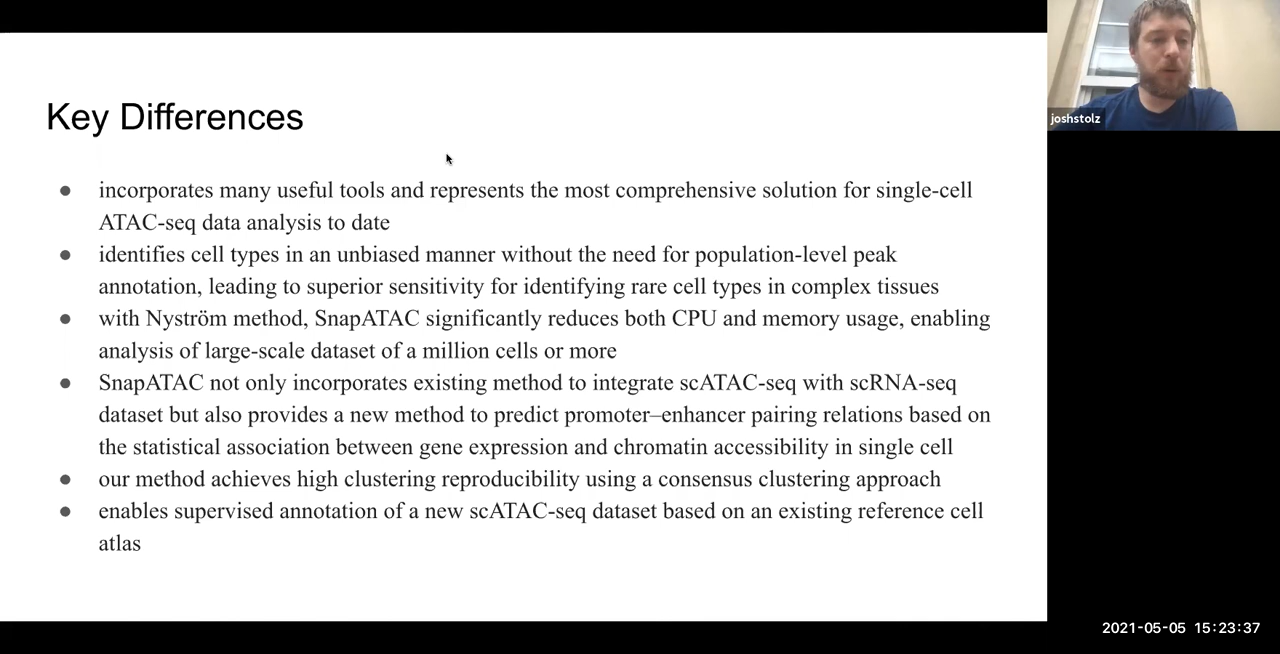 Key Differences
● incorporates many useful tools and represents the most comprehensive solution for single-cell
ATAC-seq data analysis to date
● identifies cell types in an unbiased manner without the need for population-level peak
annotation, leading to superior sensitivity for identifying rare cell types in complex tissues
● with Nyström method, SnapATAC significantly reduces both CPU and memory usage, enabling
analysis of large-scale dataset of a million cells or more
● SnapATAC not only incorporates existing method to integrate scATAC-seq with scRNA-seq
dataset but also provides a new method to predict promoter–enhancer pairing relations based on
the statistical association between gene expression and chromatin accessibility in single cell
● our method achieves high clustering reproducibility using a consensus clustering approach
● enables supervised annotation of a new scATAC-seq dataset based on an existing reference cell
atlas
joshstolz
2021-05-05 15:23:37